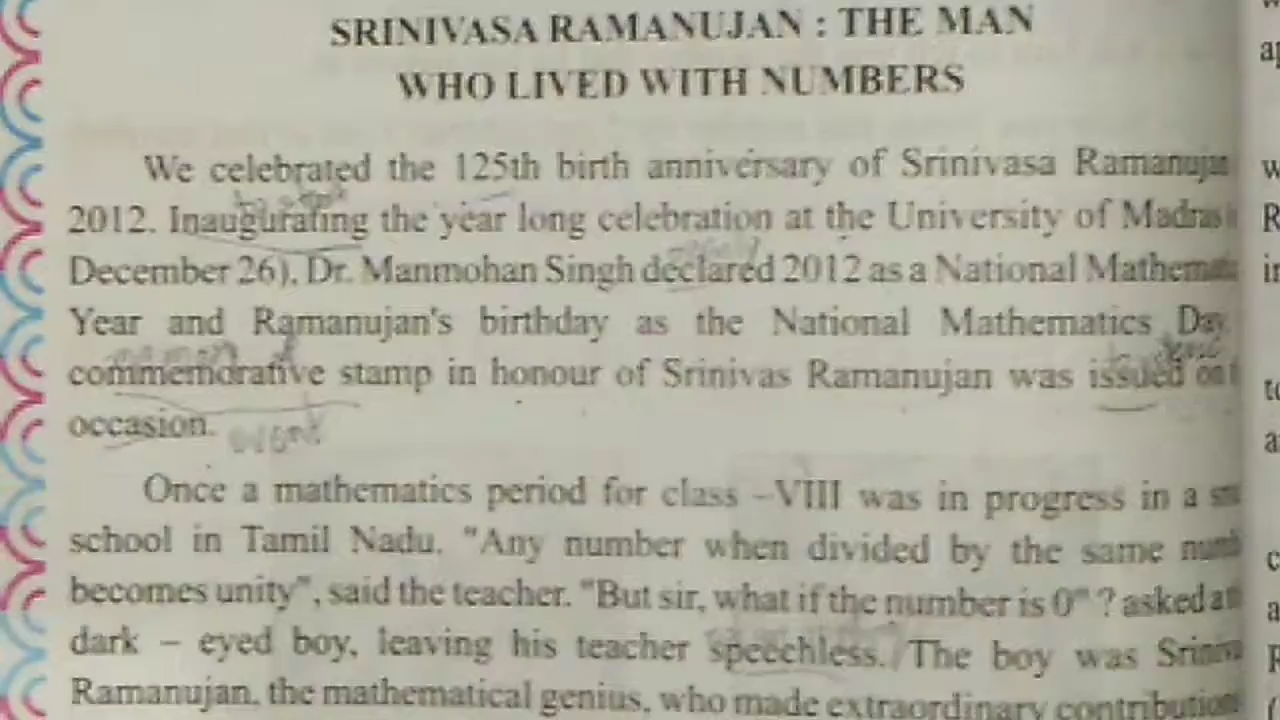 SRINIVASA RAMANUJAN : THE MAN
WHO LIVED WITH NUMBERS
We celebrated the 125th birth anniversary of Srinivasa
2012. Inaugurating the year long celebration at the University of Madras
December 26), Dr. Manmohan Singh declared 2012 as a National
Year and Ramanujan's birthday as the National Mathematics Day.
commemorative stamp in honour of Srinivas Ramanujan was issued on
occasion. event
Once a mathematics period for class –VIII was in progress in a
school in Tamil Nadu. "Any number when divided by the same
becomes unity", said the teacher. "But sir, what if the number is 0" ? asked
dark – eyed boy, leaving his teacher speechless. The boy was
Ramanujan, the mathematical genius, who made extraordinary